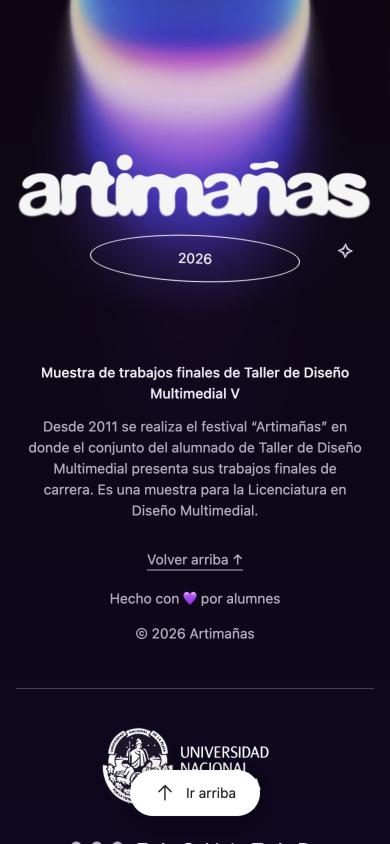 artimañas
2026
Muestra de trabajos finales de Taller de Diseño
Multimedial V
Desde 2011 se realiza el festival “Artimañas” en
donde el conjunto del alumnado de Taller de Diseño
Multimedial presenta sus trabajos finales de
carrera. Es una muestra para la Licenciatura en
Diseño Multimedial.
Volver arriba ↑
Hecho con 💜 por alumnes
© 2026 Artimañas
UNIVERSIDAD
NACIONAL
↑ Ir arriba